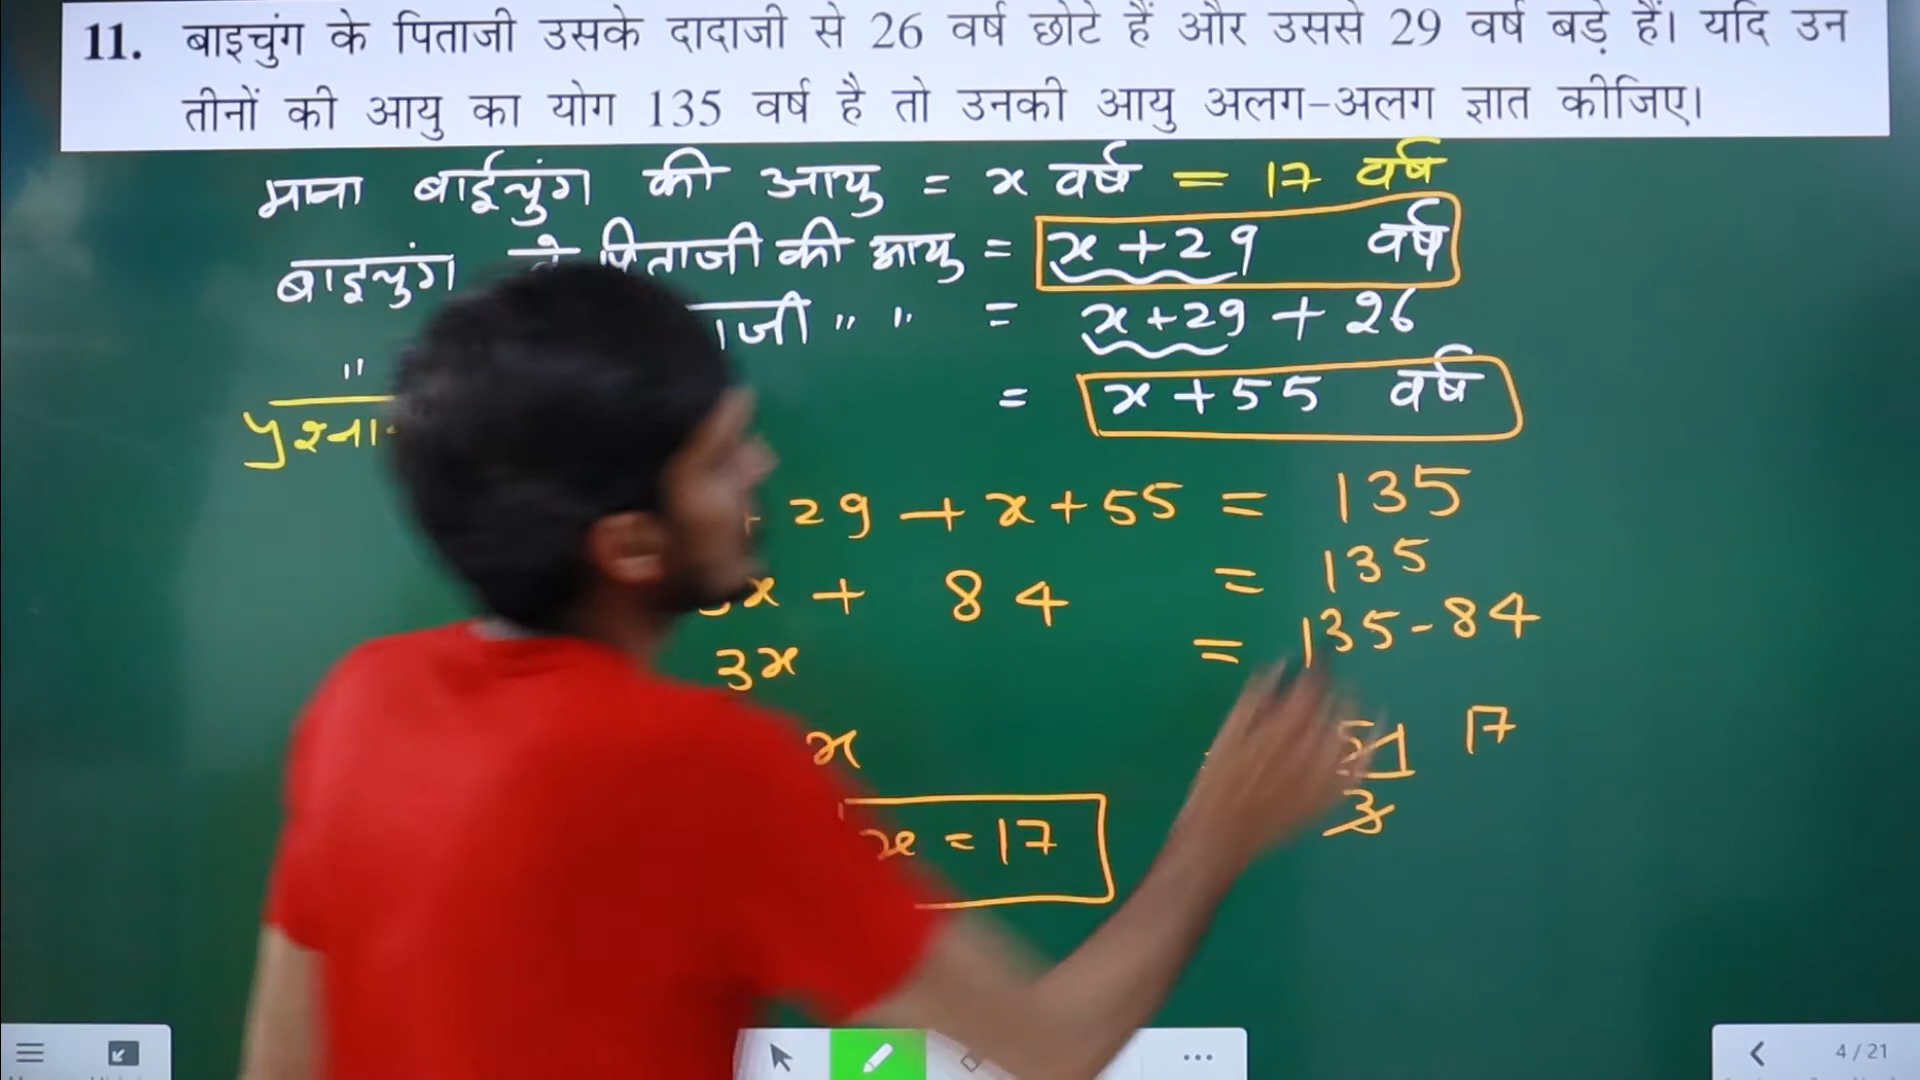 11. बाइचुंग के पिताजी उसके दादाजी से 26 वर्ष छोटे हैं और उससे 29 वर्ष बड़े हैं। यदि उन
तीनों की आयु का योग 135 वर्ष है तो उनकी आयु अलग-अलग ज्ञात कीजिए।
माना बाईचुंग की आयु = x वर्ष = 17 वर्ष
बाइचुंग पिताजी की आयु = x + 29 वर्ष
" " = x + 29 + 26
"
= x + 55 वर्ष
29 + x + 55 = 135
x + 84 = 135
3x = 135 - 84
x 51 17
3
x = 17
4 / 21